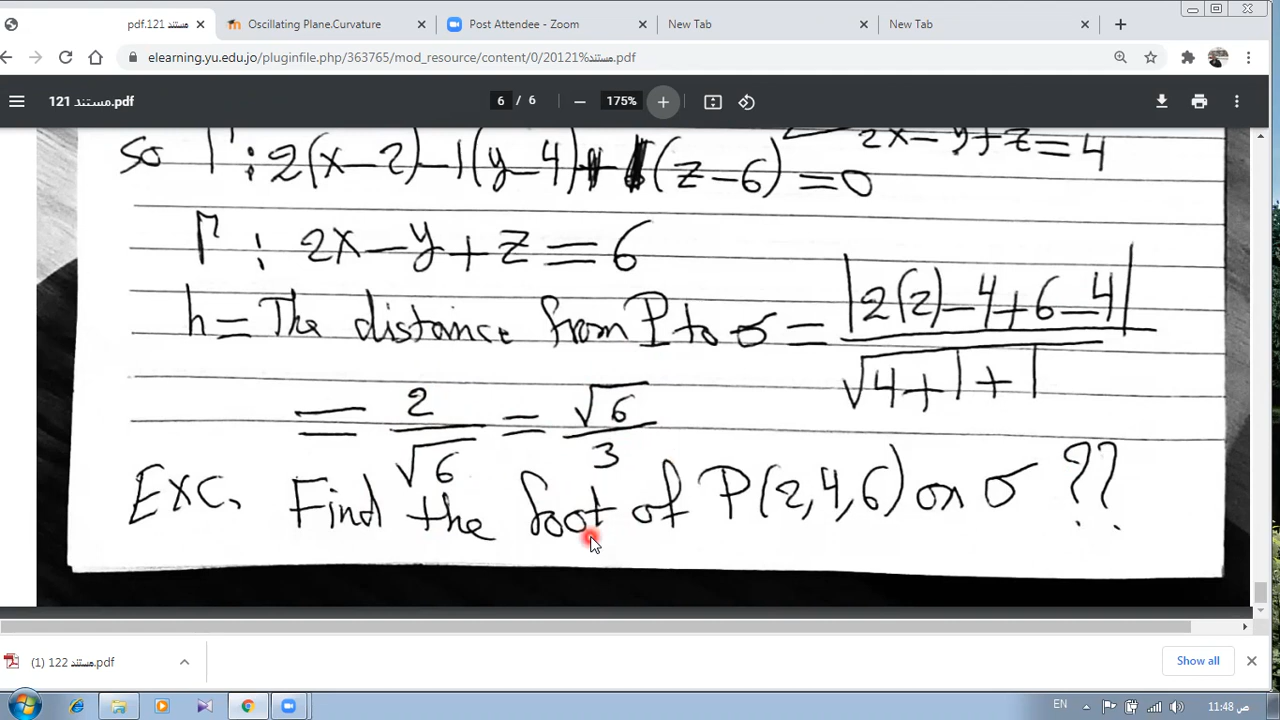 121 مستند.pdf
Oscillating Plane.Curvature
Post Attendee - Zoom
New Tab
New Tab
elearning.yu.edu.jo/pluginfile.php/363765/mod_resource/content/0/20121%مستند.pdf
121 مستند.pdf
6 / 6
175%
2x-y+z=4
So Γ: 2(x-2)-1(y-4)+(z-6)=0
Γ: 2x-y+z=6
h = The distance from P to σ = |2(2)-4+6-4| / √4+1+1
= 2/√6 = √6/3
Exc. Find the foot of P(2,4,6) on σ ??
122 مستند (1).pdf
Show all
EN
11:48 ص